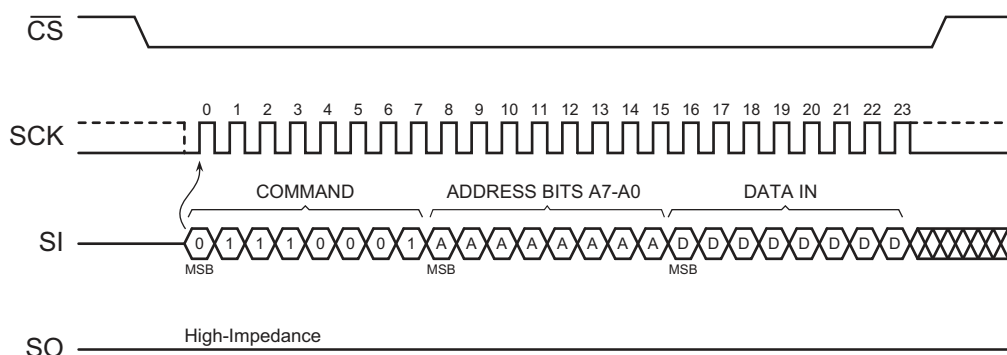 CS
0 1 2 3 4 5 6 7 8 9 10 11 12 13 14 15 16 17 18 19 20 21 22 23
SCK
COMMAND ADDRESS BITS A7-A0 DATA IN
SI 0 1 1 1 0 0 0 1 A A A A A A A A D D D D D D D D
MSB MSB MSB
High-Impedance
SO